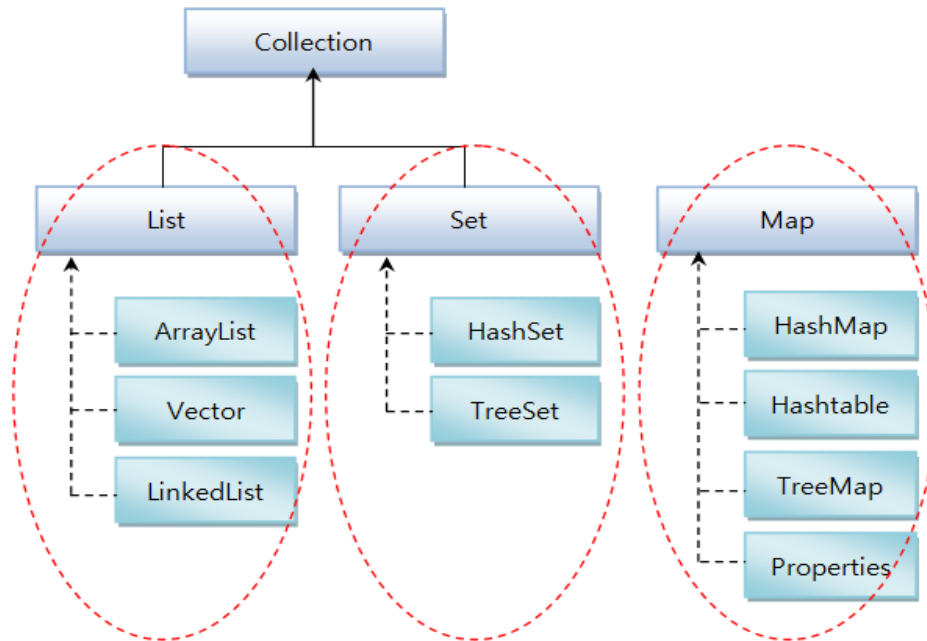 Collection
List
Set
Map
ArrayList
Vector
LinkedList
HashSet
TreeSet
HashMap
Hashtable
TreeMap
Properties